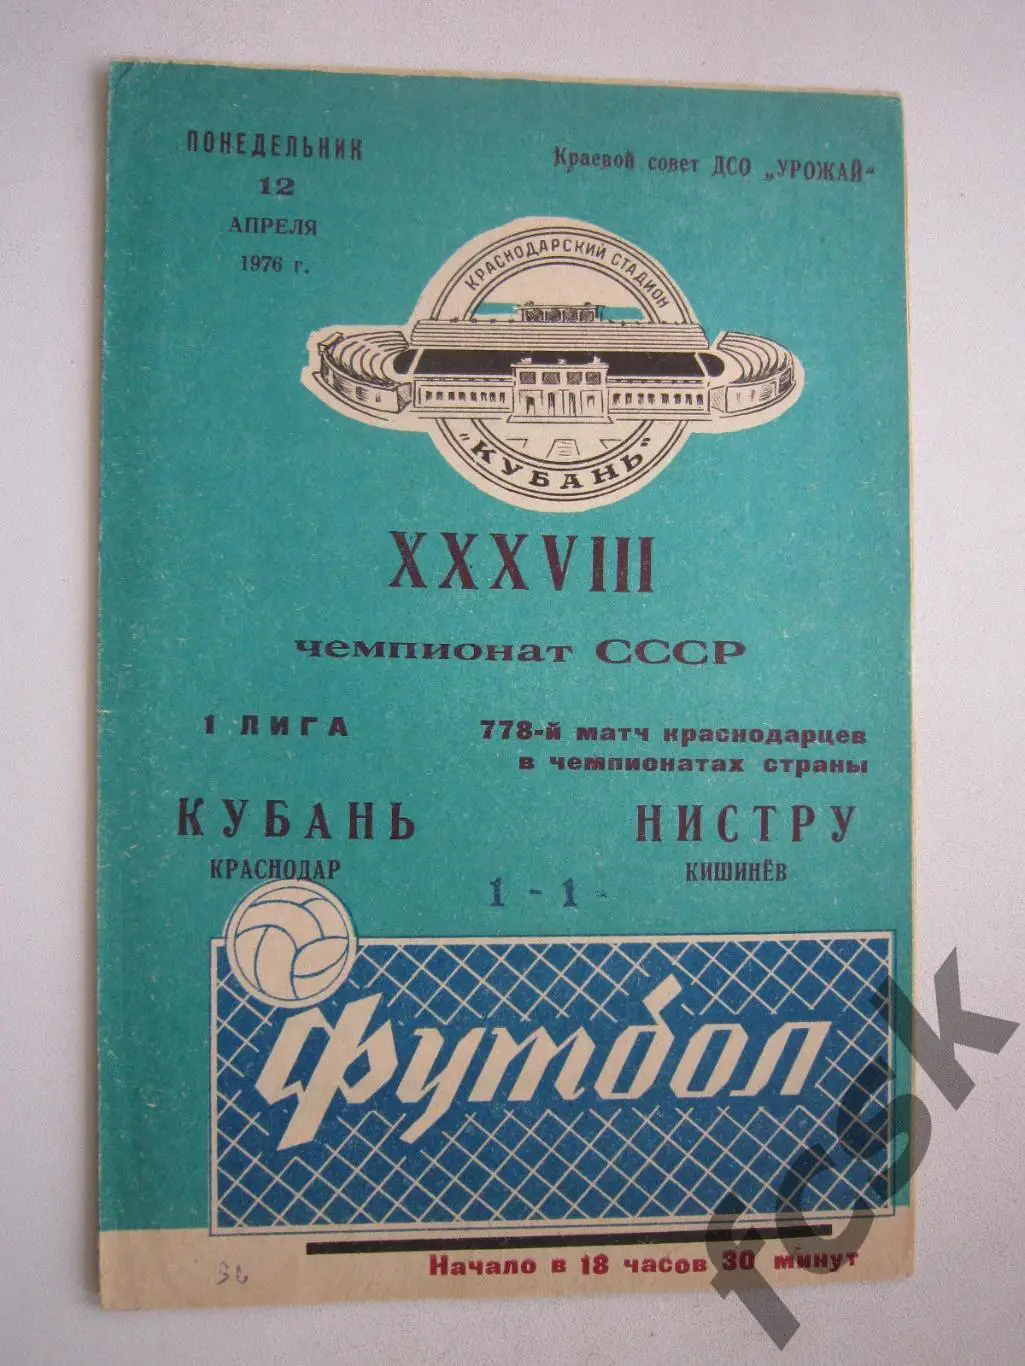 ПОНЕДЕЛЬНИК
12
АПРЕЛЯ
1976 г.
Краевой совет ДСО „УРОЖАЙ"
КРАСНОДАРСКИЙ СТАДИОН
„КУБАНЬ"
XXXVIII
чемпионат СССР
1 ЛИГА
778-й матч краснодарцев
в чемпионатах страны
КУБАНЬ
КРАСНОДАР
НИСТРУ
КИШИНЁВ
1 - 1 -
Футбол
Начало в 18 часов 30 минут
36
fcsk